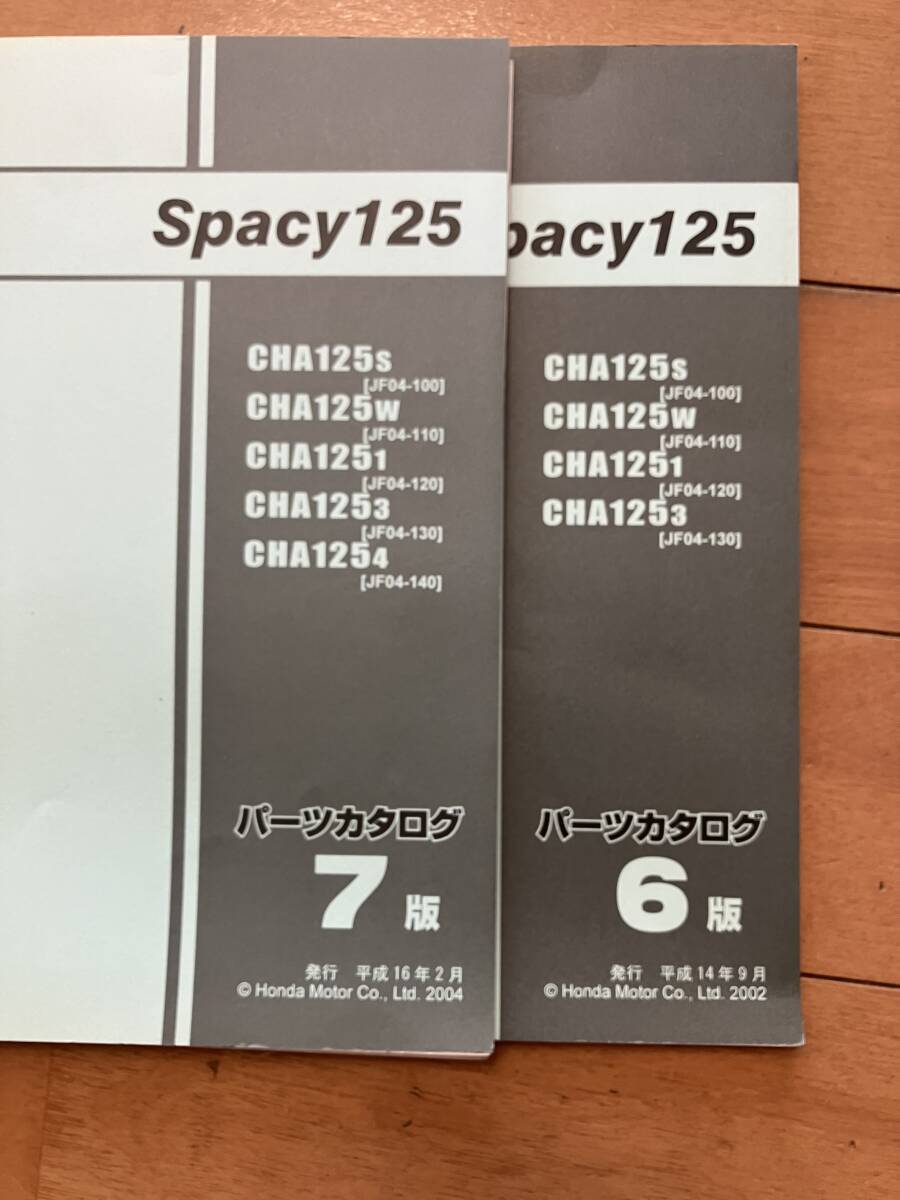 Spacy125
CHA125S
[JF04-100]
CHA125W
[JF04-110]
CHA1251
[JF04-120]
CHA1253
[JF04-130]
CHA1254
[JF04-140]
パーツカタログ
7版
発行 平成16年2月
© Honda Motor Co., Ltd. 2004
pacy125
CHA125S
[JF04-100]
CHA125W
[JF04-110]
CHA1251
[JF04-120]
CHA1253
[JF04-130]
パーツカタログ
6版
発行 平成14年9月
© Honda Motor Co., Ltd. 2002